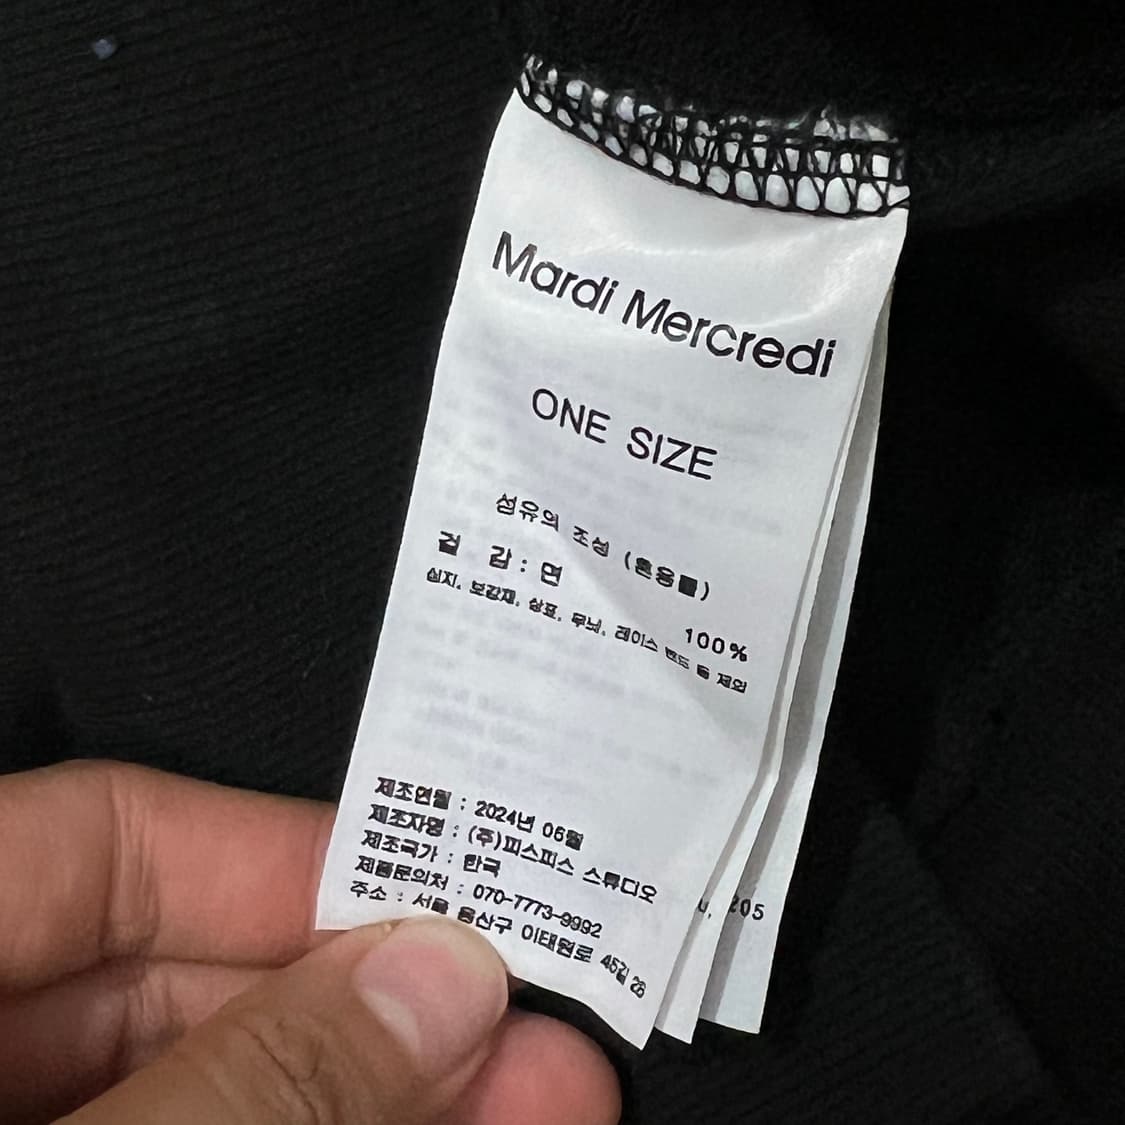 Mardi Mercredi
ONE SIZE
섬유의 조성 (혼용률)
겉 감 : 면 100%
심지, 보강재, 상표, 무늬, 레이스 밴드 등 제외
제조연월 : 2024년 06월
제조자명 : (주)피스피스 스튜디오
제조국가 : 한국
제품문의처 : 070-7773-9992
주소 : 서울 용산구 이태원로 45길 26
205